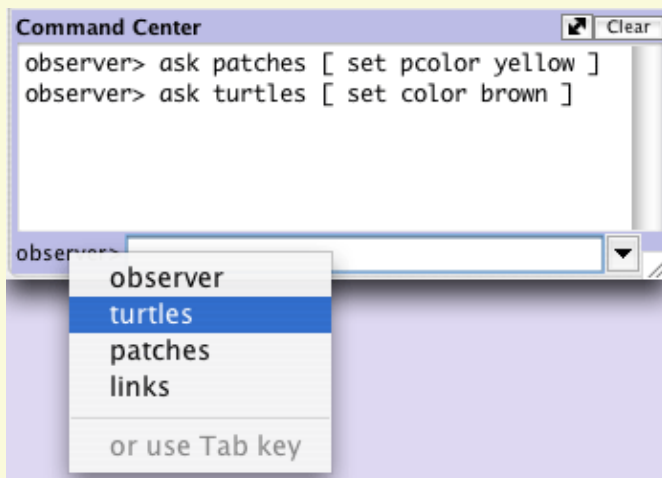 Command Center
Clear
observer> ask patches [ set pcolor yellow ]
observer> ask turtles [ set color brown ]
observer>
observer
turtles
patches
links
or use Tab key